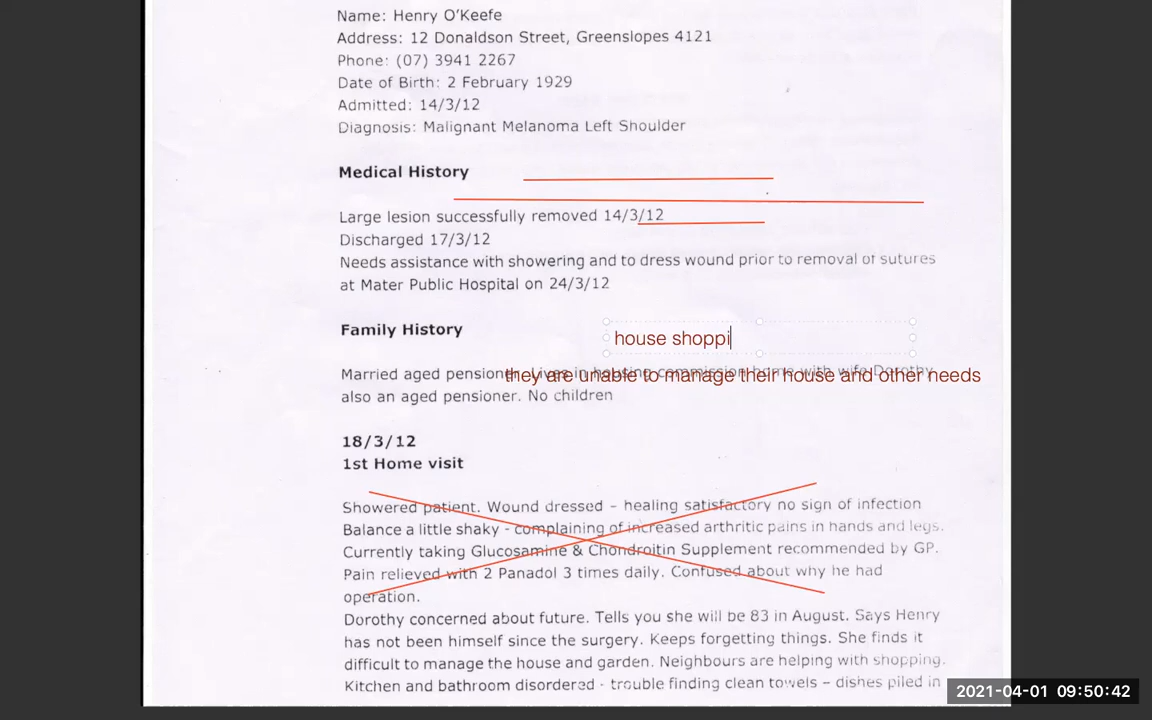 Name: Henry O'Keefe
Address: 12 Donaldson Street, Greenslopes 4121
Phone: (07) 3941 2267
Date of Birth: 2 February 1929
Admitted: 14/3/12
Diagnosis: Malignant Melanoma Left Shoulder
Medical History
Large lesion successfully removed 14/3/12
Discharged 17/3/12
Needs assistance with showering and to dress wound prior to removal of sutures
at Mater Public Hospital on 24/3/12
Family History
house shoppi
Married aged pensioner. Lives in housing commission home with wife Dorothy
they are unable to manage their house and other needs
also an aged pensioner. No children
18/3/12
1st Home visit
Showered patient. Wound dressed - healing satisfactory no sign of infection
Balance a little shaky - complaining of increased arthritic pains in hands and legs.
Currently taking Glucosamine & Chondroitin Supplement recommended by GP.
Pain relieved with 2 Panadol 3 times daily. Confused about why he had
operation.
Dorothy concerned about future. Tells you she will be 83 in August. Says Henry
has not been himself since the surgery. Keeps forgetting things. She finds it
difficult to manage the house and garden. Neighbours are helping with shopping.
Kitchen and bathroom disordered - trouble finding clean towels – dishes piled in
2021-04-01 09:50:42